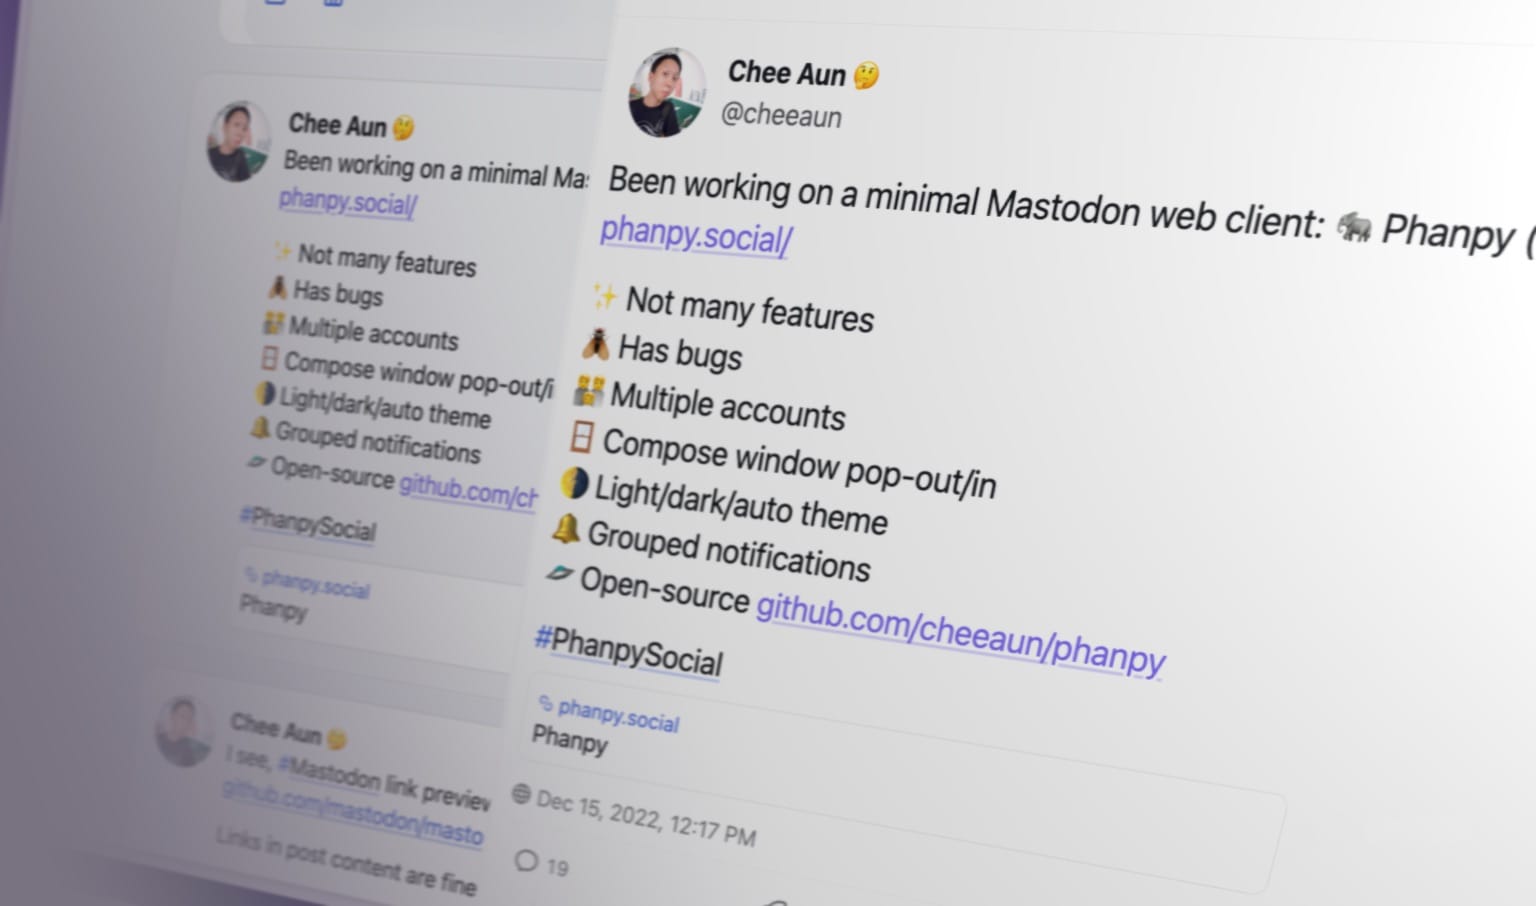 Chee Aun 🤔
Been working on a minimal Mas
phanpy.social/
✨ Not many features
🪰 Has bugs
👯 Multiple accounts
🪟 Compose window pop-out/i
🌗 Light/dark/auto theme
🔔 Grouped notifications
🪶 Open-source github.com/ch
#PhanpySocial
phanpy.social
Phanpy
Chee Aun 🤔
I see, #Mastodon link preview
github.com/mastodon/masto
Links in post content are fine
Chee Aun 🤔
@cheeaun
Been working on a minimal Mastodon web client: 🐘 Phanpy (
phanpy.social/
✨ Not many features
🪰 Has bugs
👯 Multiple accounts
🪟 Compose window pop-out/in
🌗 Light/dark/auto theme
🔔 Grouped notifications
🪶 Open-source github.com/cheeaun/phanpy
#PhanpySocial
phanpy.social
Phanpy
Dec 15, 2022, 12:17 PM
19